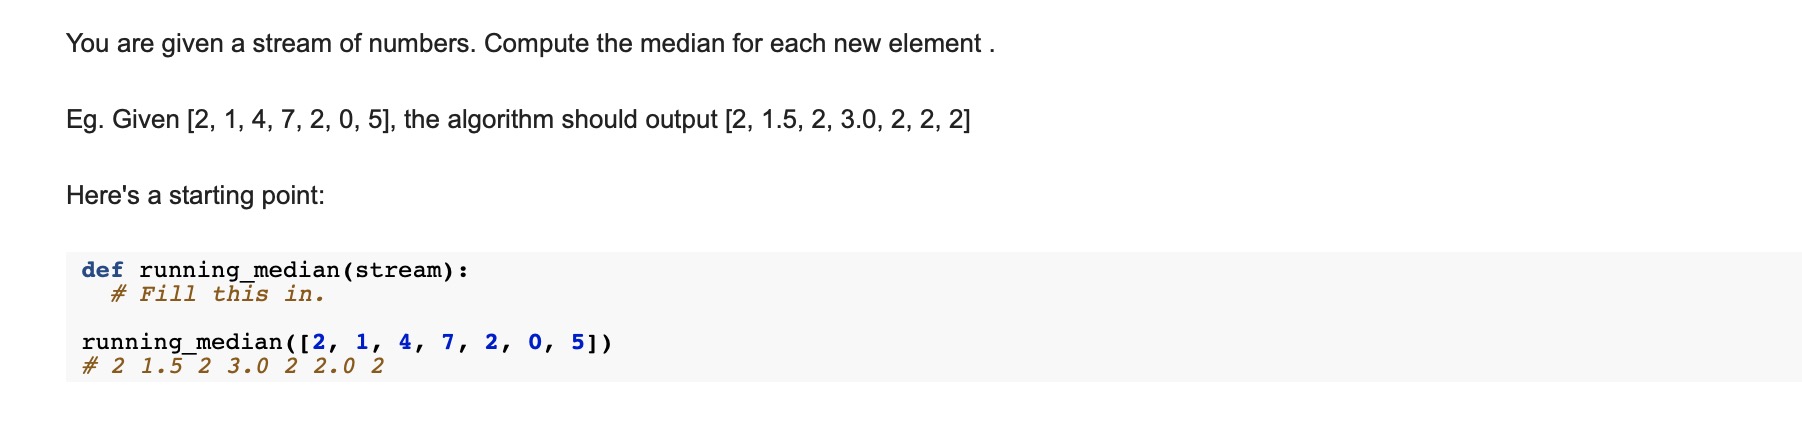 You are given a stream of numbers. Compute the median for each new element .
Eg. Given [2, 1, 4, 7, 2, 0, 5], the algorithm should output [2, 1.5, 2, 3.0, 2, 2, 2]
Here's a starting point:
def running_median(stream):
  # Fill this in.
running_median([2, 1, 4, 7, 2, 0, 5])
# 2 1.5 2 3.0 2 2.0 2